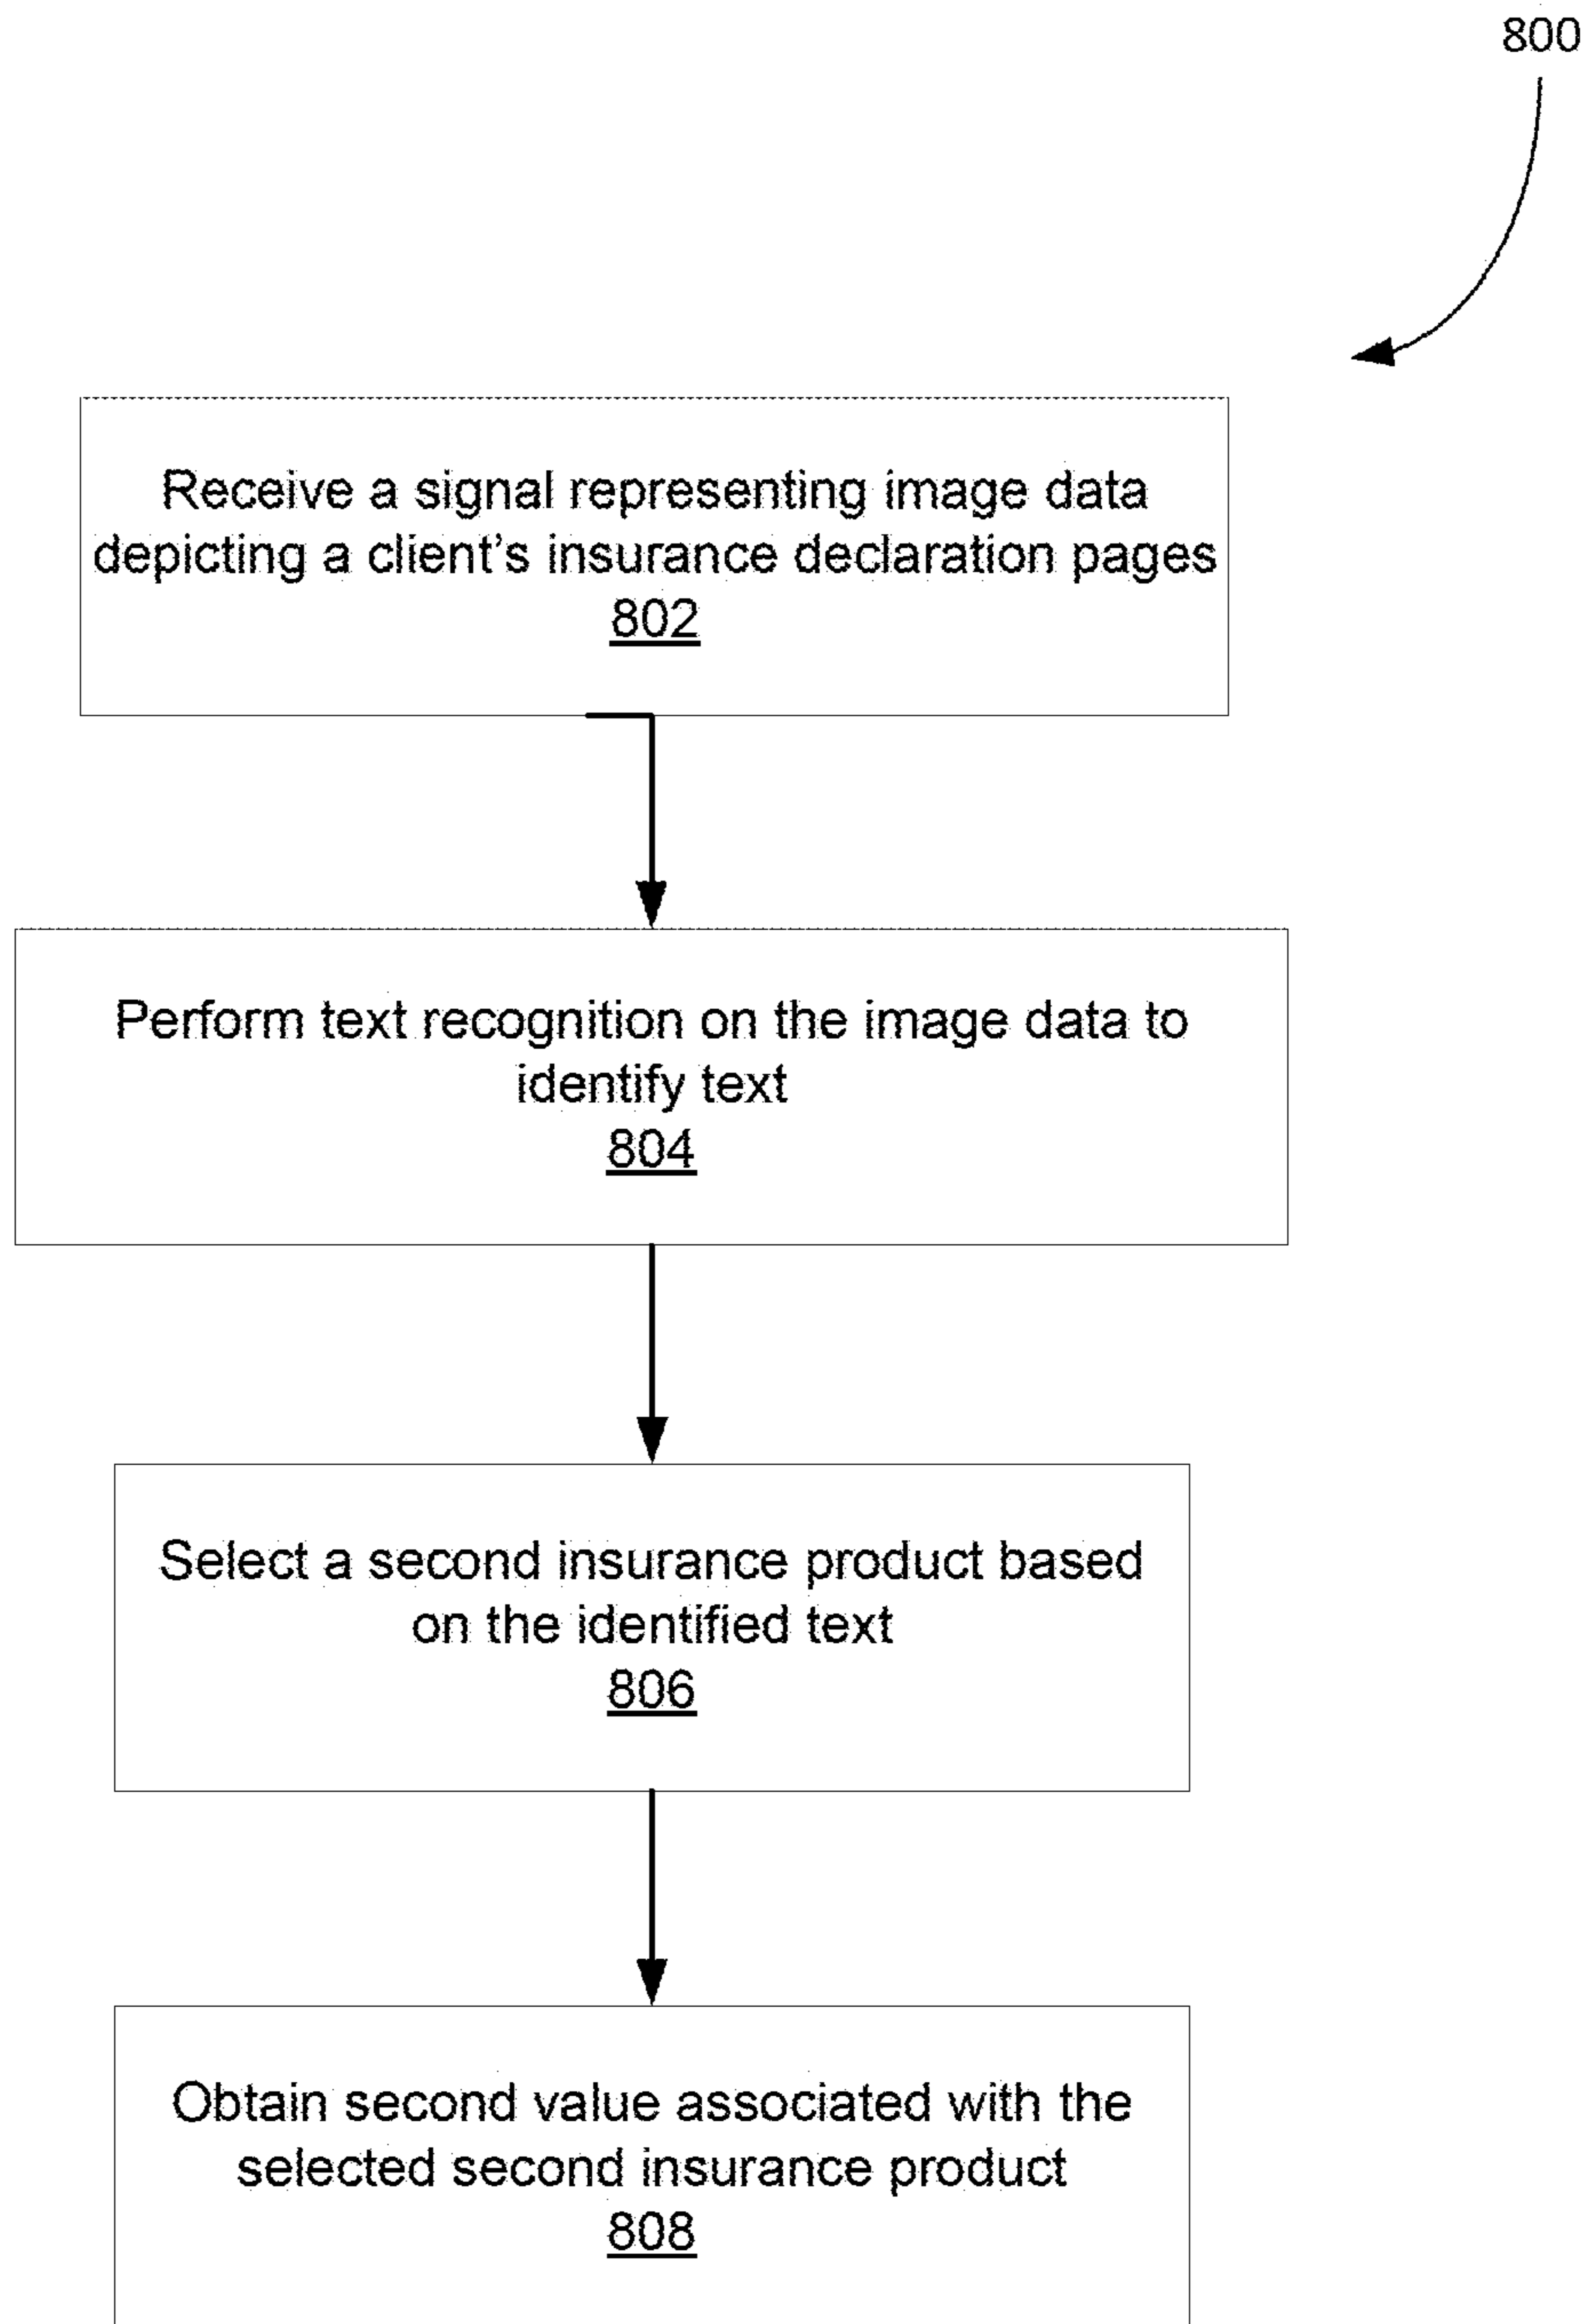 800
Receive a signal representing image data
depicting a client's insurance declaration pages
802
Perform text recognition on the image data to
identify text
804
Select a second insurance product based
on the identified text
806
Obtain second value associated with the
selected second insurance product
808